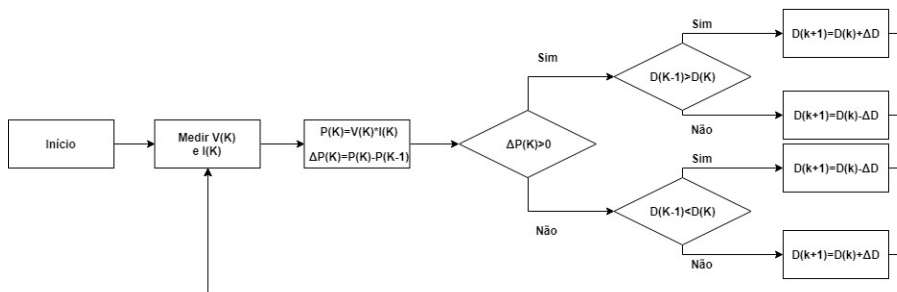 Início
Medir V(K)
e I(K)
P(K)=V(K)*I(K)
ΔP(K)=P(K)-P(K-1)
ΔP(K)>0
Sim
Não
D(K-1)>D(K)
Sim
Não
D(K-1)<D(K)
Sim
Não
D(k+1)=D(k)+ΔD
D(k+1)=D(k)-ΔD
D(k+1)=D(k)-ΔD
D(k+1)=D(k)+ΔD